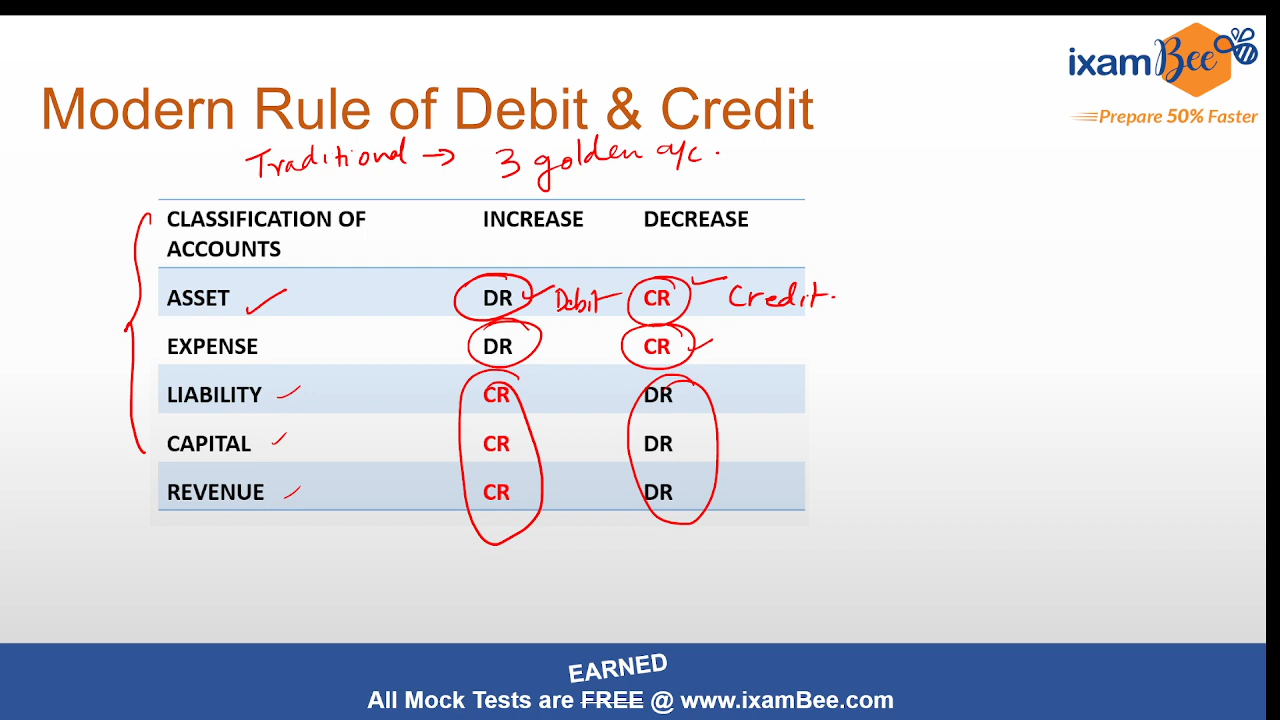 ixamBee
Prepare 50% Faster
Modern Rule of Debit & Credit
Traditional → 3 golden a/c.
CLASSIFICATION OF ACCOUNTS INCREASE DECREASE
ASSET DR Debit CR Credit.
EXPENSE DR CR
LIABILITY CR DR
CAPITAL CR DR
REVENUE CR DR
EARNED
All Mock Tests are FREE @ www.ixamBee.com